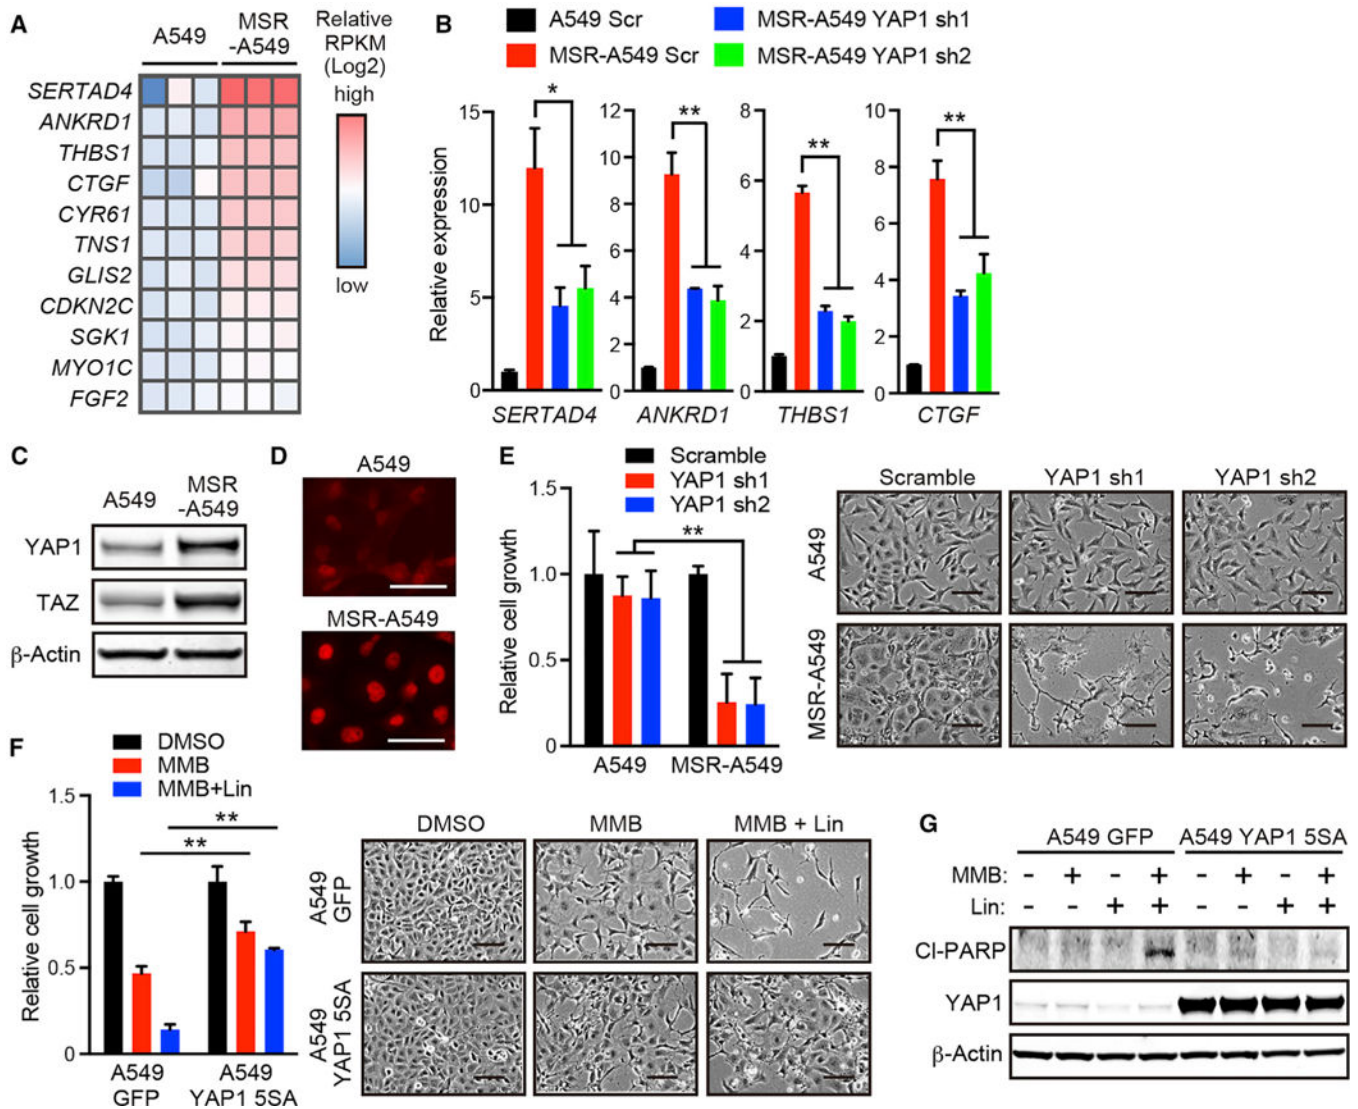 A
A549
MSR
-A549
Relative
RPKM
(Log2)
high
low
SERTAD4
ANKRD1
THBS1
CTGF
CYR61
TNS1
GLIS2
CDKN2C
SGK1
MYO1C
FGF2
B
A549 Scr
MSR-A549 Scr
MSR-A549 YAP1 sh1
MSR-A549 YAP1 sh2
Relative expression
15
10
5
0
*
SERTAD4
12
10
8
6
4
2
0
**
ANKRD1
8
6
4
2
0
**
THBS1
10
8
6
4
2
0
**
CTGF
C
A549
MSR
-A549
YAP1
TAZ
β-Actin
D
A549
MSR-A549
E
Scramble
YAP1 sh1
YAP1 sh2
Relative cell growth
1.5
1.0
0.5
0
**
A549
MSR-A549
Scramble
YAP1 sh1
YAP1 sh2
A549
MSR-A549
F
DMSO
MMB
MMB+Lin
Relative cell growth
1.5
1.0
0.5
0
**
**
A549
GFP
A549
YAP1 5SA
DMSO
MMB
MMB + Lin
A549
GFP
A549
YAP1 5SA
G
A549 GFP
A549 YAP1 5SA
MMB: - + - + - + - +
Lin: - - + + - - + +
Cl-PARP
YAP1
β-Actin